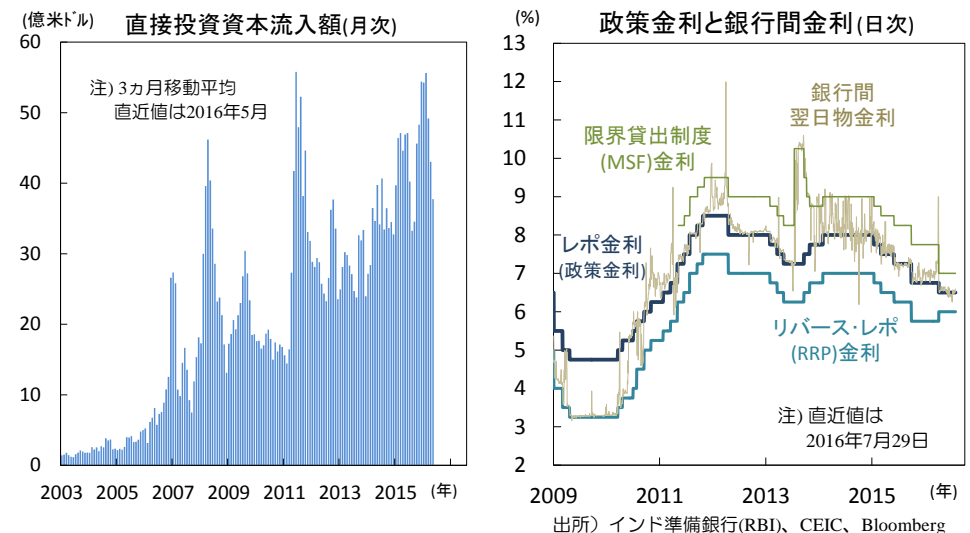 (億米ドル)
直接投資資本流入額(月次)
60
50
40
30
20
10
0
注) 3ヵ月移動平均
直近値は2016年5月
2003 2005 2007 2009 2011 2013 2015 (年)
(%)
政策金利と銀行間金利(日次)
13
12
11
10
9
8
7
6
5
4
3
2
銀行間
翌日物金利
限界貸出制度
(MSF)金利
レポ金利
(政策金利)
リバース・レポ
(RRP)金利
注) 直近値は
2016年7月29日
2009 2011 2013 2015 (年)
出所）インド準備銀行(RBI)、CEIC、Bloomberg